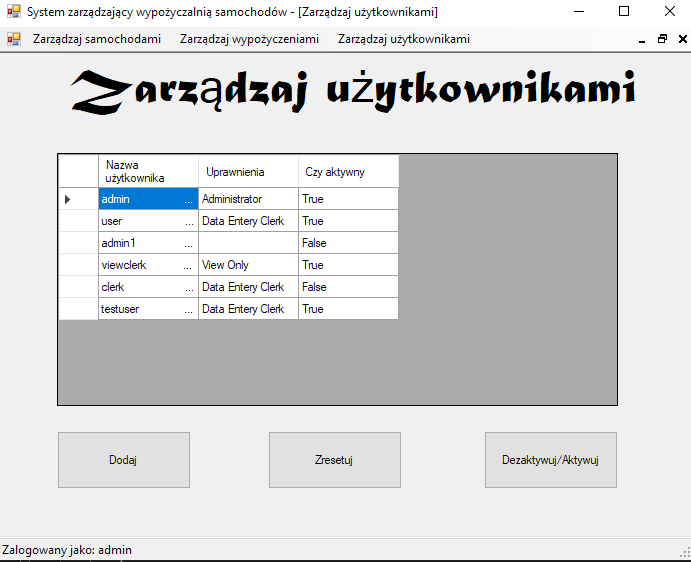 System zarządzający wypożyczalnią samochodów - [Zarządzaj użytkownikami]
Zarządzaj samochodami Zarządzaj wypożyczeniami Zarządzaj użytkownikami
Zarządzaj użytkownikami
Nazwa
użytkownika
Uprawnienia
Czy aktywny
admin ... Administrator True
user ... Data Entery Clerk True
admin1 ... False
viewclerk ... View Only True
clerk ... Data Entery Clerk False
testuser ... Data Entery Clerk True
Dodaj
Zresetuj
Dezaktywuj/Aktywuj
Zalogowany jako: admin